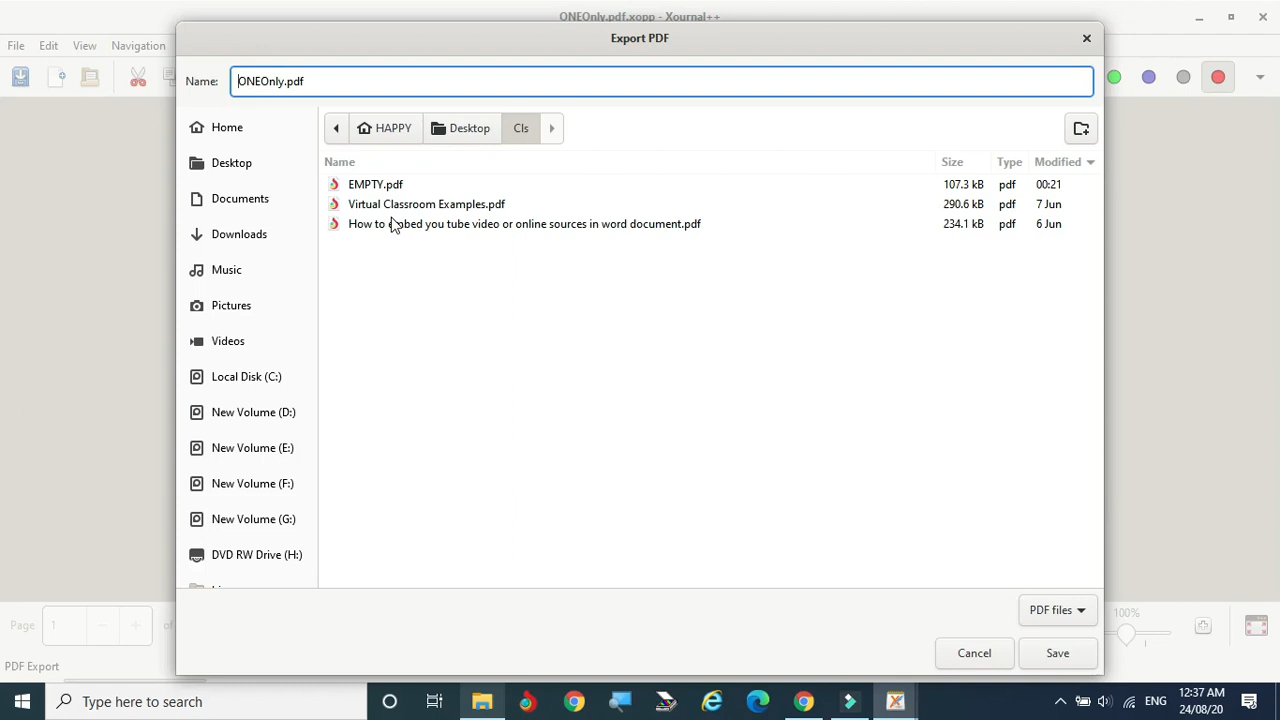 ONEOnly.pdf.xopp - Xournal++
File Edit View Navigation
Export PDF
Name: ONEOnly.pdf
HAPPY Desktop Cls
Name Size Type Modified
EMPTY.pdf 107.3 kB pdf 00:21
Virtual Classroom Examples.pdf 290.6 kB pdf 7 Jun
How to embed you tube video or online sources in word document.pdf 234.1 kB pdf 6 Jun
Home
Desktop
Documents
Downloads
Music
Pictures
Videos
Local Disk (C:)
New Volume (D:)
New Volume (E:)
New Volume (F:)
New Volume (G:)
DVD RW Drive (H:)
PDF files
100%
Page 1 of
Cancel Save
PDF Export
Type here to search
ENG
12:37 AM
24/08/20